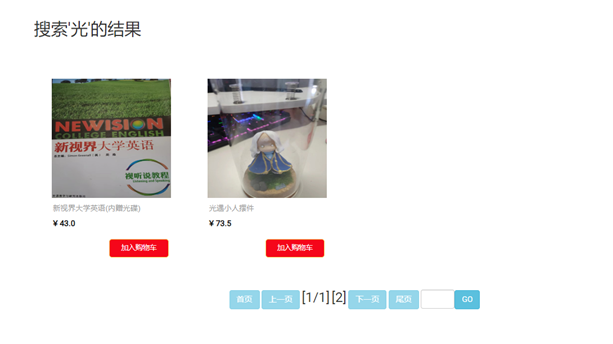 搜索'光'的结果
NEWISION
COLLEGE ENGLISH
新视界大学英语
视听说教程
新视界大学英语(内赠光碟)
¥ 43.0
加入购物车
光遇小人摆件
¥ 73.5
加入购物车
首页 上一页 [1/1] [2] 下一页 尾页 GO